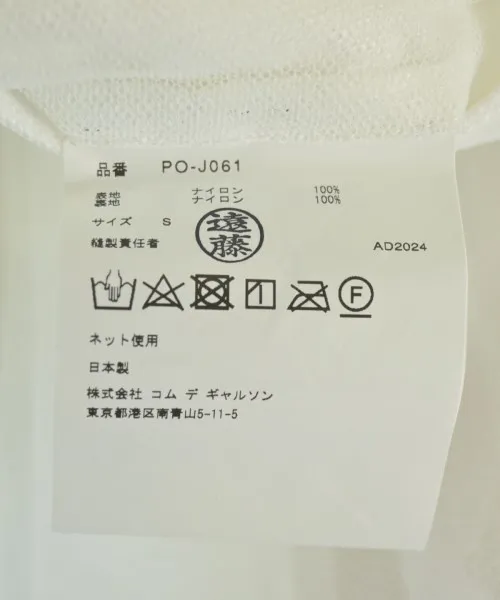 品番 PO-J061
表地 ナイロン 100%
裏地 ナイロン 100%
サイズ S
縫製責任者 遠藤 AD2024
F
ネット使用
日本製
株式会社 コム デ ギャルソン
東京都港区南青山5-11-5